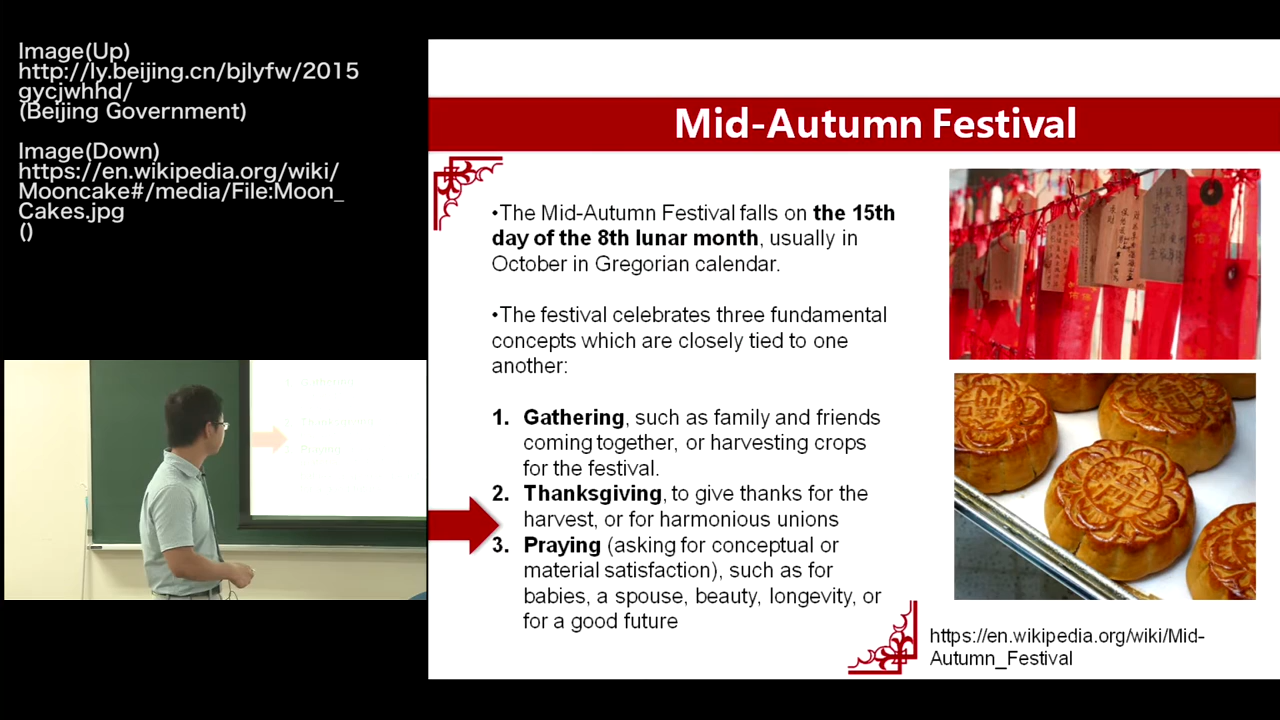 Image(Up)
http://ly.beijing.cn/bjlyfw/2015
gycjwhhd/
(Beijing Government)
Image(Down)
https://en.wikipedia.org/wiki/
Mooncake#/media/File:Moon_
Cakes.jpg
()
Mid-Autumn Festival
•The Mid-Autumn Festival falls on the 15th
day of the 8th lunar month, usually in
October in Gregorian calendar.
•The festival celebrates three fundamental
concepts which are closely tied to one
another:
1. Gathering, such as family and friends
coming together, or harvesting crops
for the festival.
2. Thanksgiving, to give thanks for the
harvest, or for harmonious unions
3. Praying (asking for conceptual or
material satisfaction), such as for
babies, a spouse, beauty, longevity, or
for a good future
https://en.wikipedia.org/wiki/Mid-
Autumn_Festival